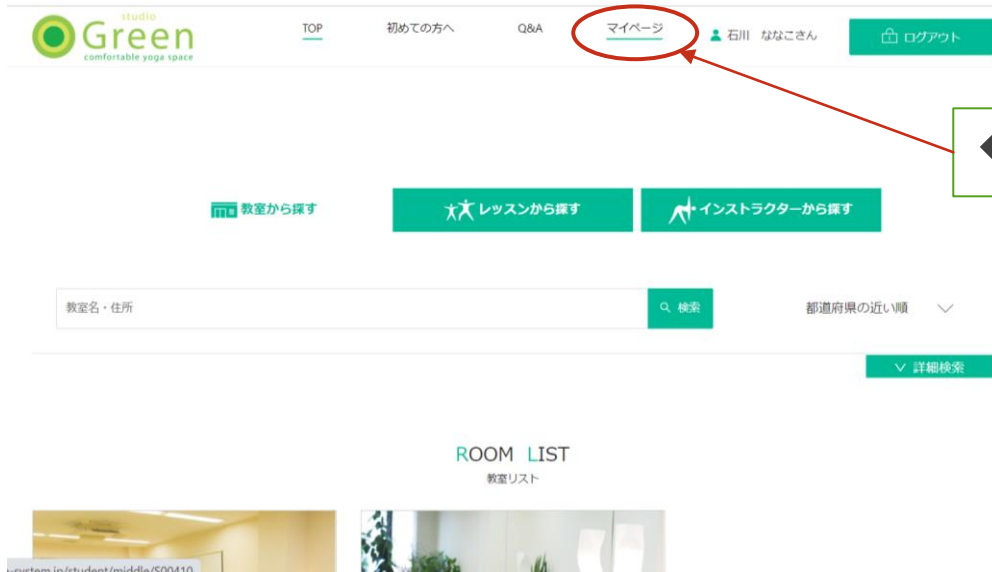 studio
Green
comfortable yoga space
TOP
初めての方へ
Q&A
マイページ
石川 ななこさん
ログアウト
教室から探す
レッスンから探す
インストラクターから探す
教室名・住所
検索
都道府県の近い順
詳細検索
ROOM LIST
教室リスト
-system.jp/student/middle/S00410